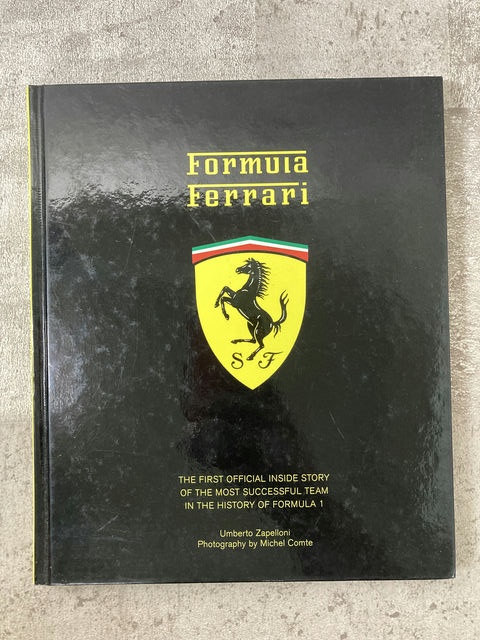 Formula
Ferrari
S F
THE FIRST OFFICIAL INSIDE STORY
OF THE MOST SUCCESSFUL TEAM
IN THE HISTORY OF FORMULA 1
Umberto Zapelloni
Photography by Michel Comte